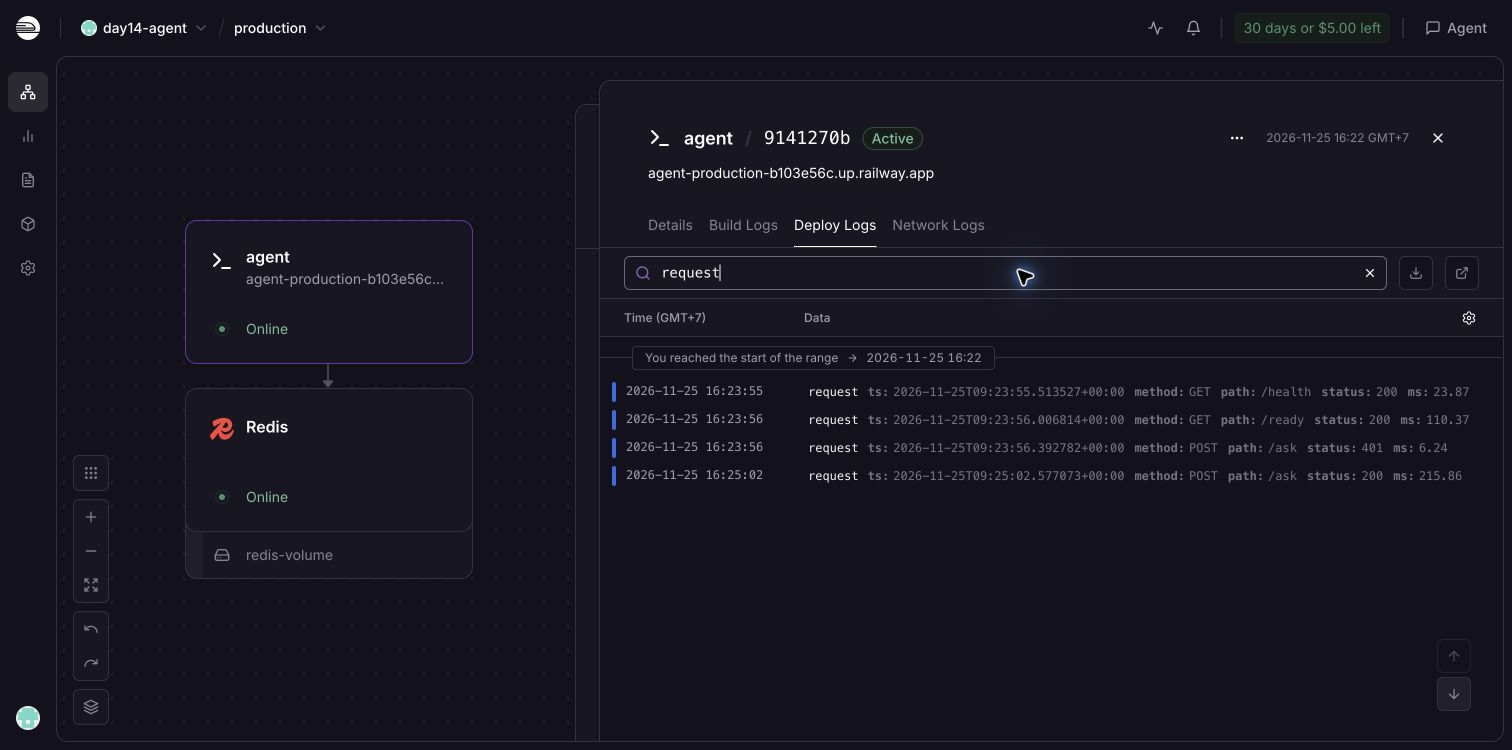 day14-agent / production
30 days or $5.00 left
Agent
agent
agent-production-b103e56c...
Online
Redis
Online
redis-volume
agent / 9141270b Active
2026-11-25 16:22 GMT+7
agent-production-b103e56c.up.railway.app
Details Build Logs Deploy Logs Network Logs
request
Time (GMT+7) Data
You reached the start of the range → 2026-11-25 16:22
2026-11-25 16:23:55 request ts: 2026-11-25T09:23:55.513527+00:00 method: GET path: /health status: 200 ms: 23.87
2026-11-25 16:23:56 request ts: 2026-11-25T09:23:56.006814+00:00 method: GET path: /ready status: 200 ms: 110.37
2026-11-25 16:23:56 request ts: 2026-11-25T09:23:56.392782+00:00 method: POST path: /ask status: 401 ms: 6.24
2026-11-25 16:25:02 request ts: 2026-11-25T09:25:02.577073+00:00 method: POST path: /ask status: 200 ms: 215.86